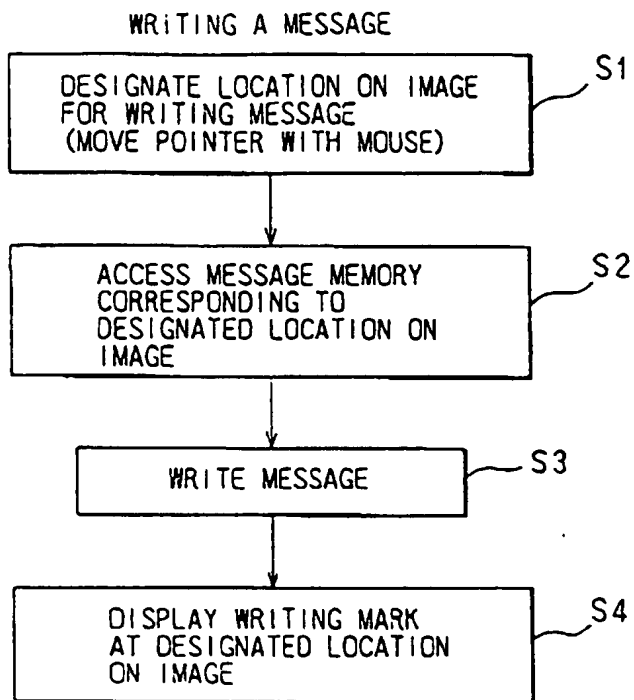 WRITING A MESSAGE
DESIGNATE LOCATION ON IMAGE
FOR WRITING MESSAGE
(MOVE POINTER WITH MOUSE)
S1
ACCESS MESSAGE MEMORY
CORRESPONDING TO
DESIGNATED LOCATION ON
IMAGE
S2
WRITE MESSAGE
S3
DISPLAY WRITING MARK
AT DESIGNATED LOCATION
ON IMAGE
S4